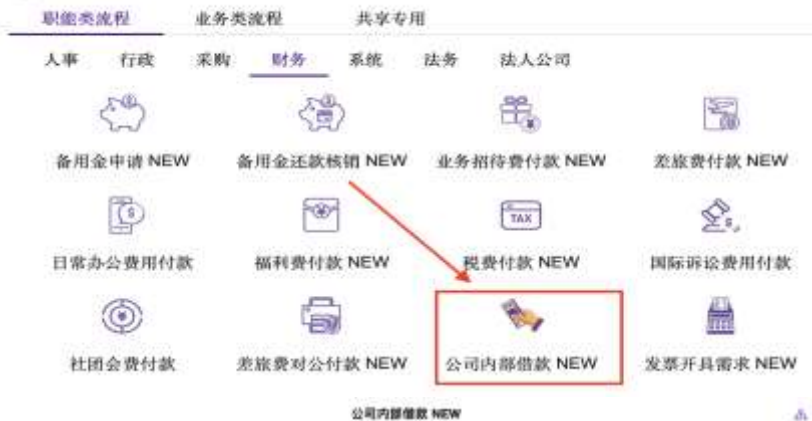 职能类流程 业务类流程 共享专用
人事 行政 采购 财务 系统 法务 法人公司
备用金申请 NEW 备用金还款核销 NEW 业务招待费付款 NEW 差旅费付款 NEW
TAX
日常办公费用付款 福利费付款 NEW 税费付款 NEW 国际诉讼费用付款
社团会费付款 差旅费对公付款 NEW 公司内部借款 NEW 发票开具需求 NEW
公司内部借款 NEW